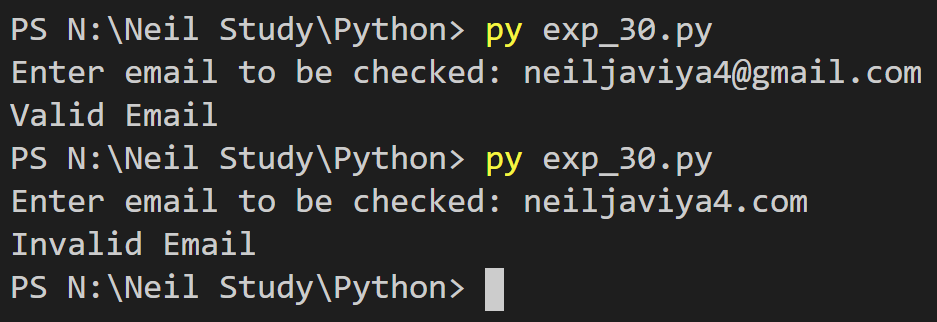 PS N:\Neil Study\Python> py exp_30.py
Enter email to be checked: neiljaviya4@gmail.com
Valid Email
PS N:\Neil Study\Python> py exp_30.py
Enter email to be checked: neiljaviya4.com
Invalid Email
PS N:\Neil Study\Python>